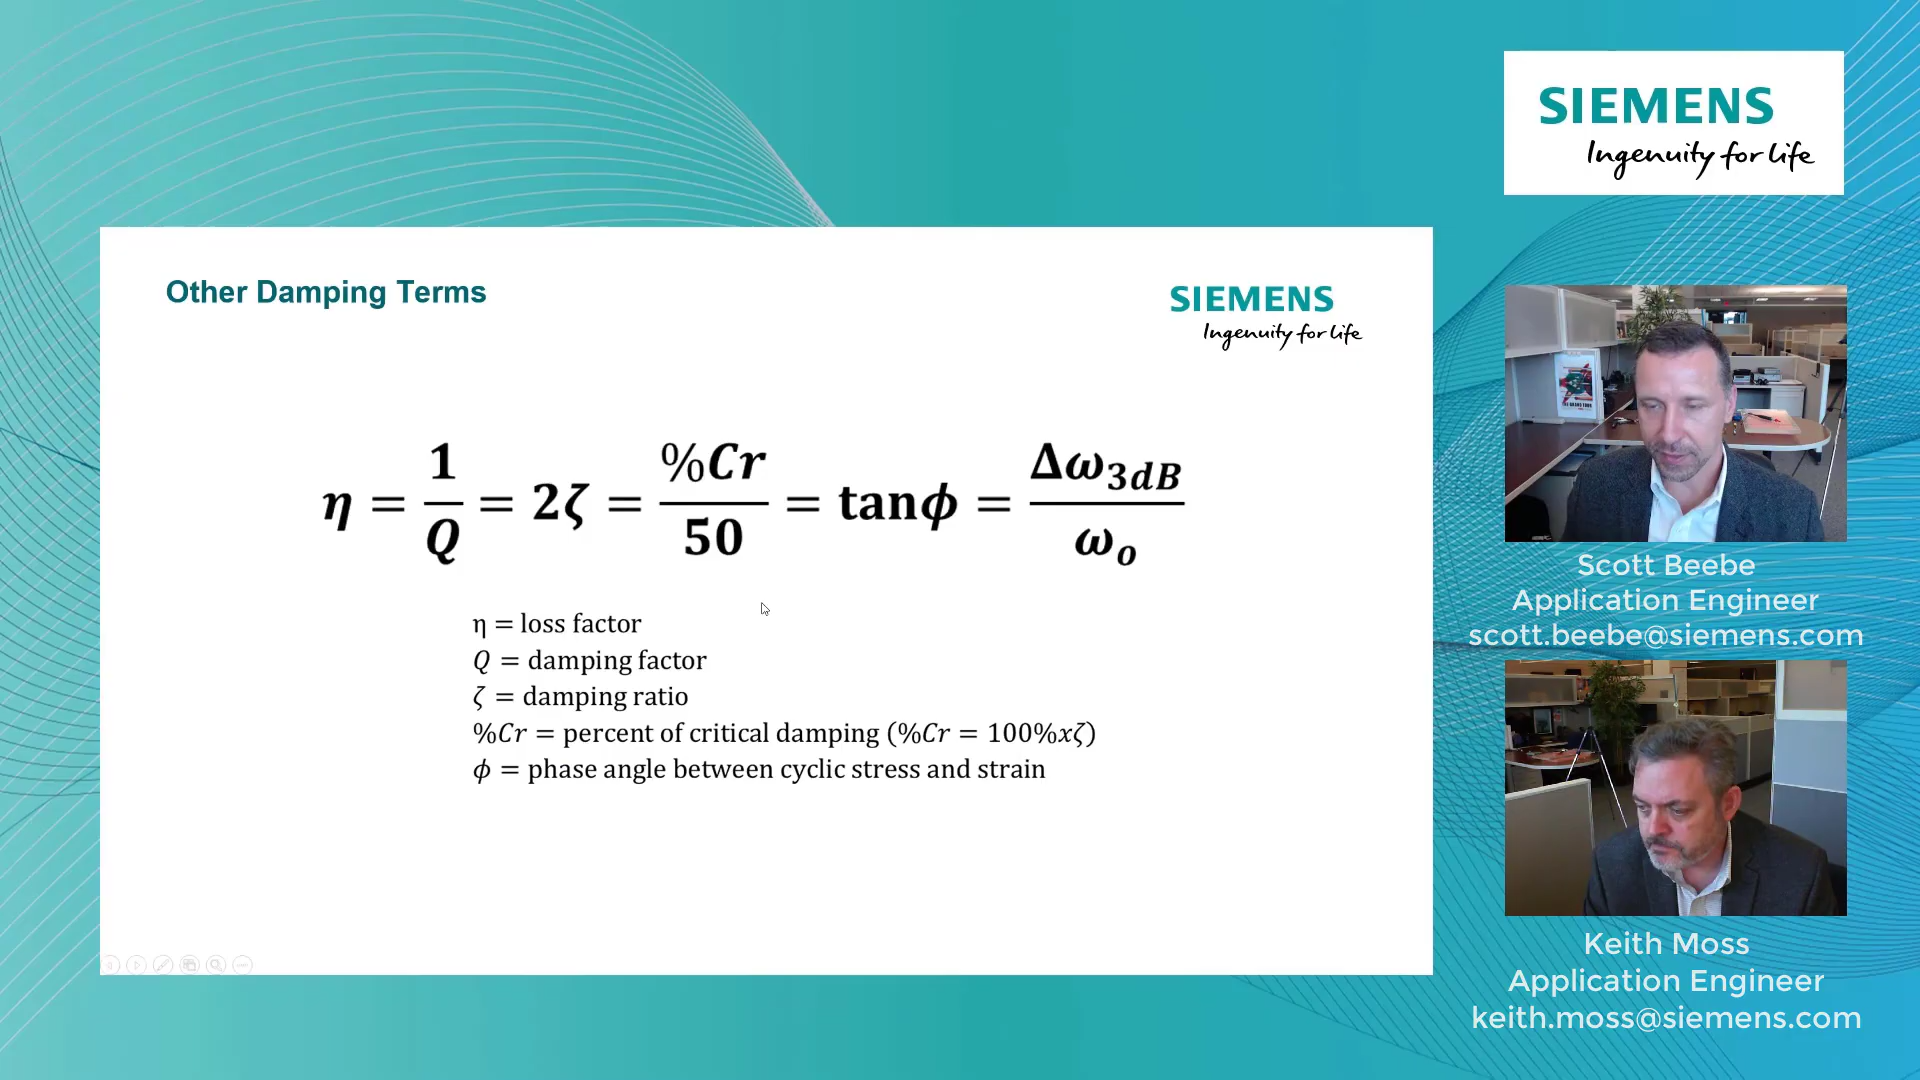 SIEMENS
Ingenuity for life
Other Damping Terms
SIEMENS
Ingenuity for life
η = 1/Q = 2ζ = %Cr/50 = tanϕ = Δω₃dB/ωₒ
η = loss factor
Q = damping factor
ζ = damping ratio
%Cr = percent of critical damping (%Cr = 100%xζ)
ϕ = phase angle between cyclic stress and strain
Scott Beebe
Application Engineer
scott.beebe@siemens.com
Keith Moss
Application Engineer
keith.moss@siemens.com